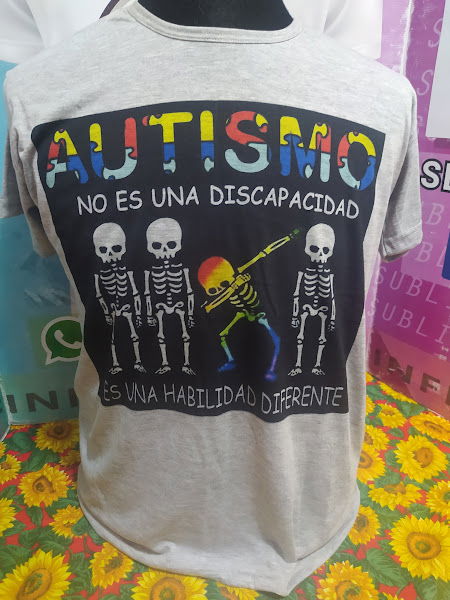 AUTISMO
NO ES UNA DISCAPACIDAD
ES UNA HABILIDAD DIFERENTE